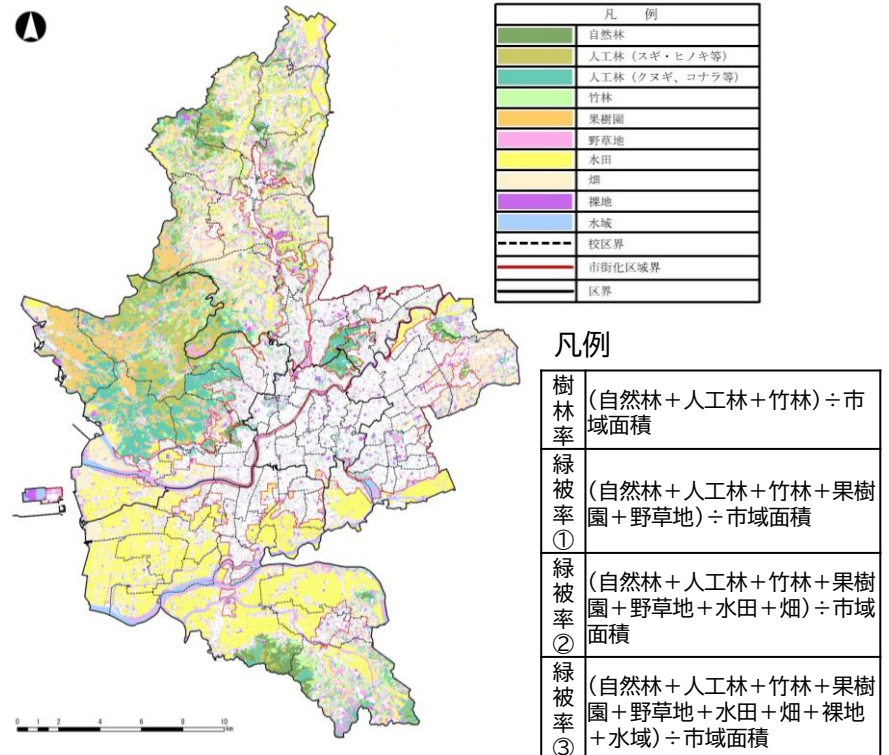 凡 例
自然林
人工林（スギ・ヒノキ等）
人工林（クヌギ、コナラ等）
竹林
果樹園
野草地
水田
畑
裸地
水域
校区界
市街化区域界
区界
凡例
樹林率
(自然林＋人工林＋竹林)÷市
域面積
緑被率①
(自然林＋人工林＋竹林＋果樹
園＋野草地)÷市域面積
緑被率②
(自然林＋人工林＋竹林＋果樹
園＋野草地＋水田＋畑)÷市域
面積
緑被率③
(自然林＋人工林＋竹林＋果樹
園＋野草地＋水田＋畑＋裸地
＋水域)÷市域面積
0 1 2 4 6 8 10
km